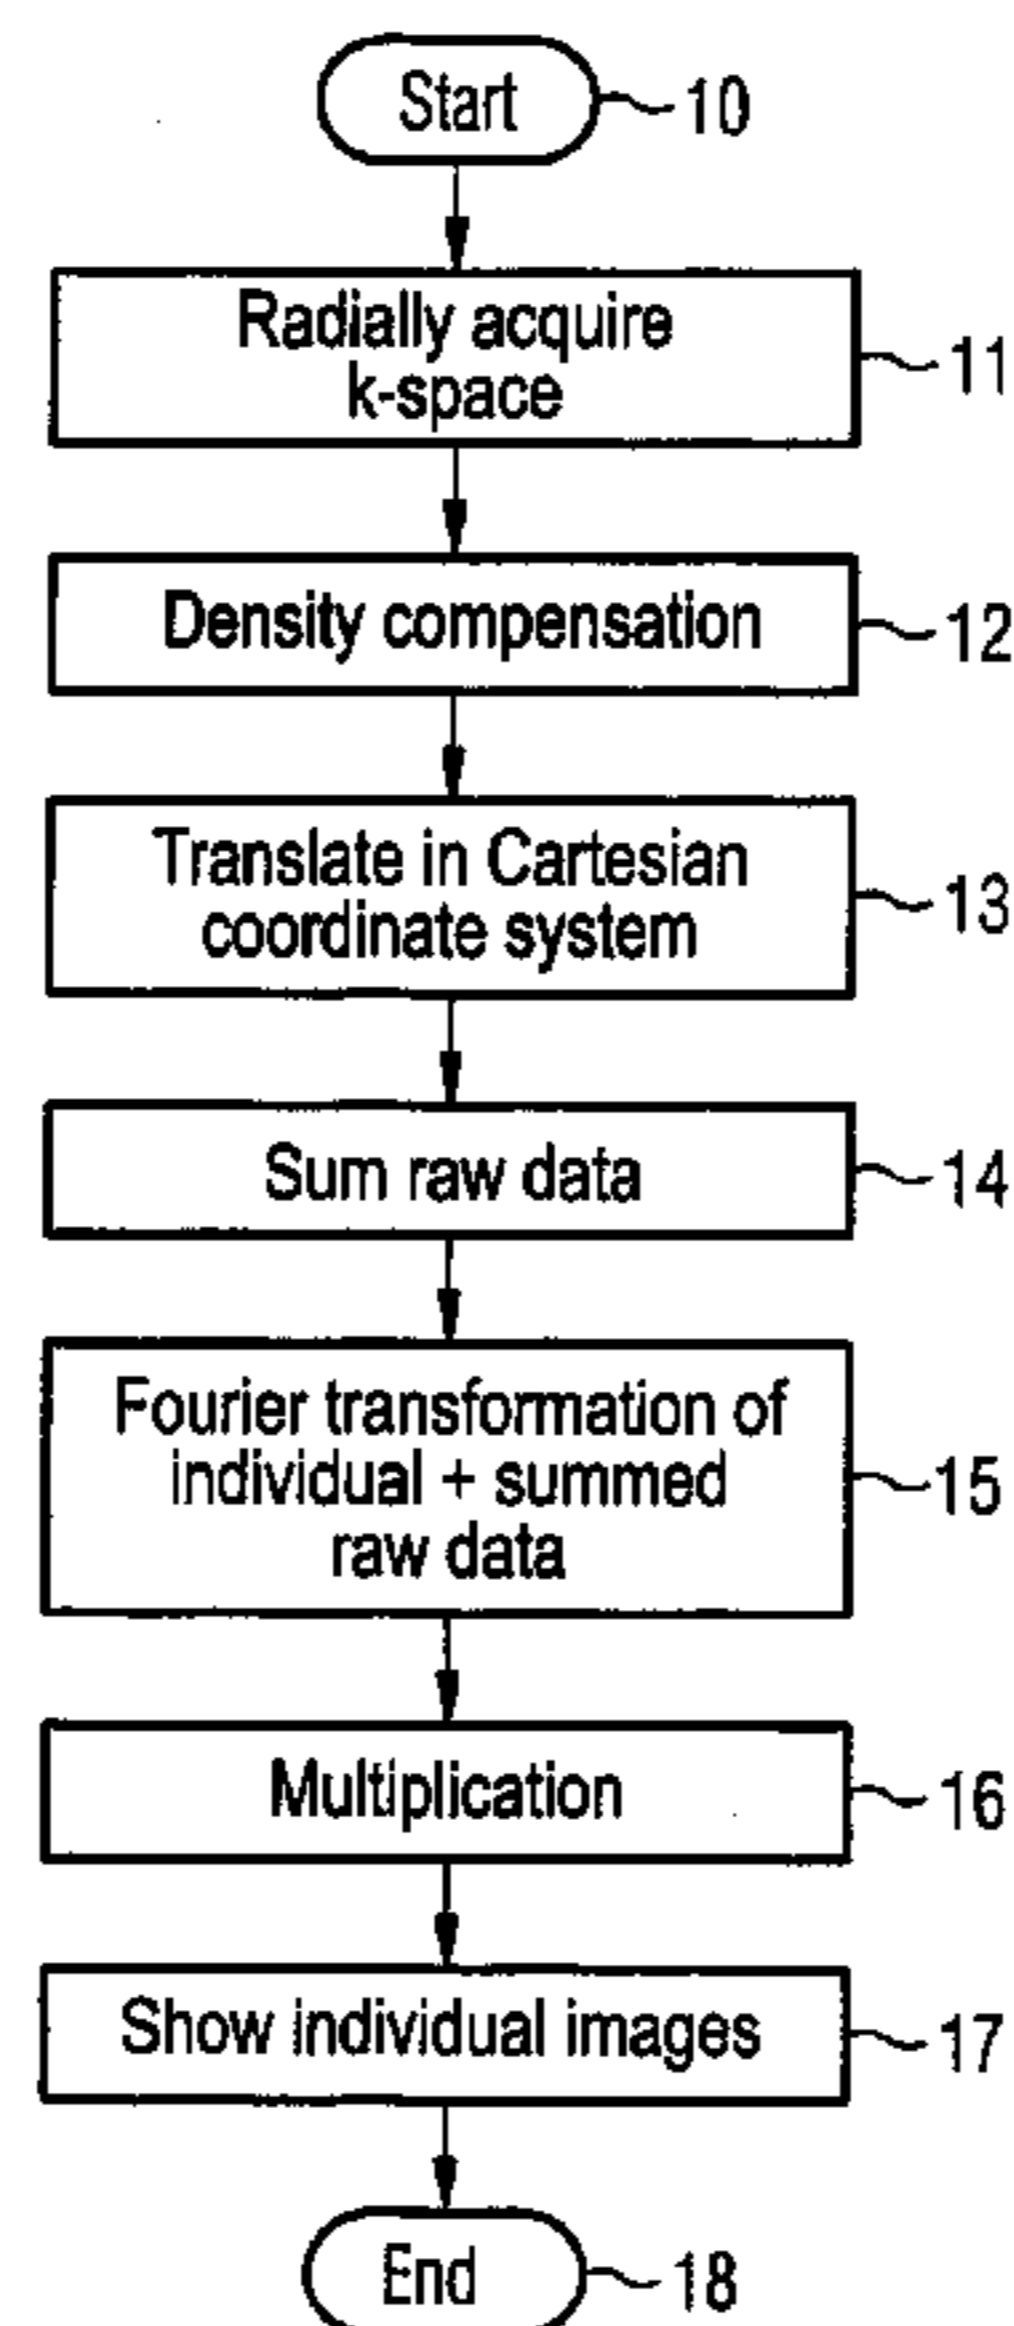 Start
10
Radially acquire
k-space
11
Density compensation
12
Translate in Cartesian
coordinate system
13
Sum raw data
14
Fourier transformation of
individual + summed
raw data
15
Multiplication
16
Show individual images
17
End
18